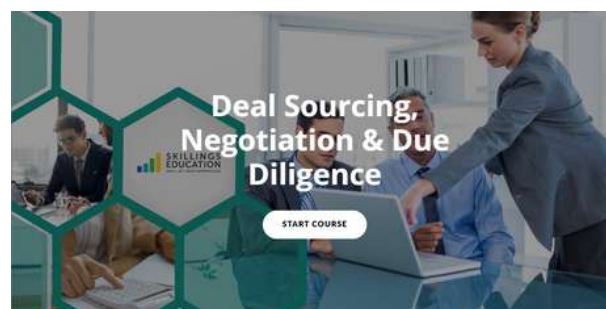 Deal Sourcing,
Negotiation & Due
Diligence
SKILLINGS
EDUCATION
START COURSE